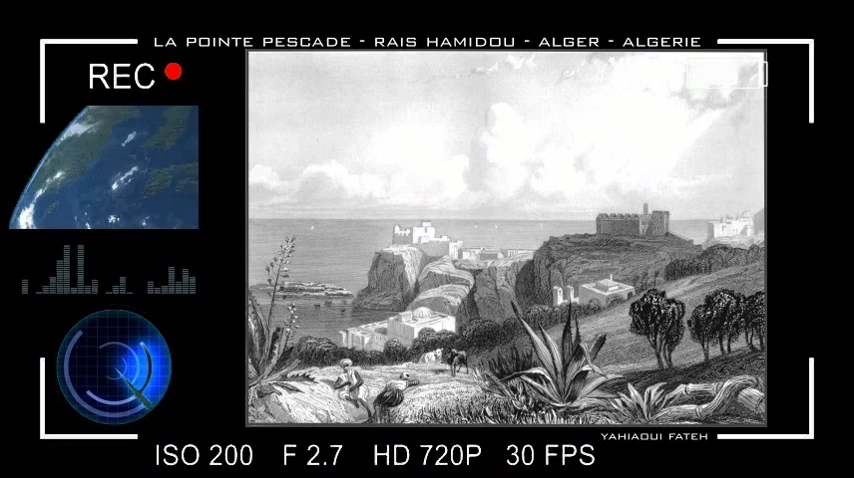 LA POINTE PESCADE - RAIS HAMIDOU - ALGER - ALGERIE
REC
YAHIAOUI FATEH
ISO 200 F 2.7 HD 720P 30 FPS